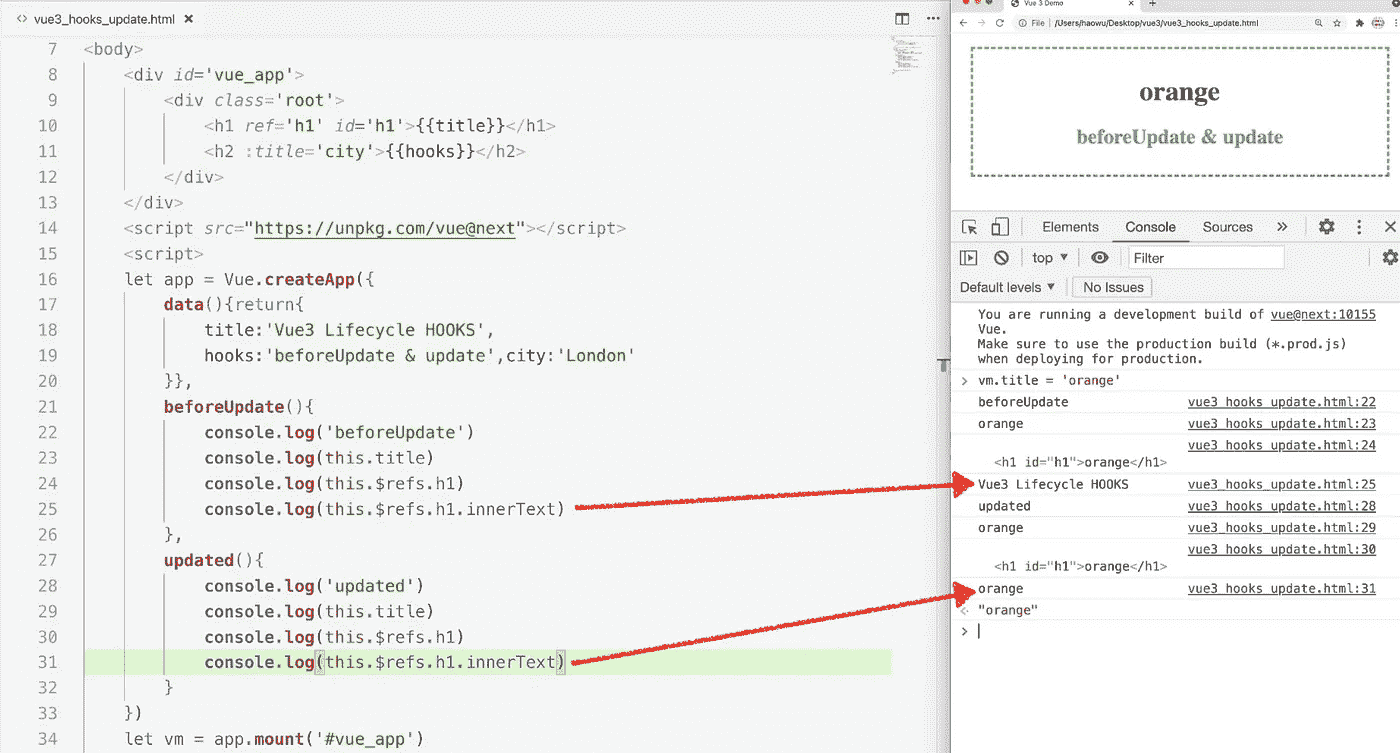 vue3_hooks_update.html
7 <body>
8 <div id='vue_app'>
9 <div class='root'>
10 <h1 ref='h1' id='h1'>{{title}}</h1>
11 <h2 :title='city'>{{hooks}}</h2>
12 </div>
13 </div>
14 <script src="https://unpkg.com/vue@next"></script>
15 <script>
16 let app = Vue.createApp({
17 data(){return{
18 title:'Vue3 Lifecycle HOOKS',
19 hooks:'beforeUpdate & update',city:'London'
20 }},
21 beforeUpdate(){
22 console.log('beforeUpdate')
23 console.log(this.title)
24 console.log(this.$refs.h1)
25 console.log(this.$refs.h1.innerText)
26 },
27 updated(){
28 console.log('updated')
29 console.log(this.title)
30 console.log(this.$refs.h1)
31 console.log(this.$refs.h1.innerText)
32 }
33 })
34 let vm = app.mount('#vue_app')
Vue 3 Demo
File /Users/haowu/Desktop/vue3/vue3_hooks_update.html
orange
beforeUpdate & update
Elements Console Sources
top Filter
Default levels No Issues
You are running a development build of vue@next:10155
Vue.
Make sure to use the production build (*.prod.js)
when deploying for production.
> vm.title = 'orange'
beforeUpdate vue3_hooks_update.html:22
orange vue3_hooks_update.html:23
vue3_hooks_update.html:24
<h1 id="h1">orange</h1>
Vue3 Lifecycle HOOKS vue3_hooks_update.html:25
updated vue3_hooks_update.html:28
orange vue3_hooks_update.html:29
vue3_hooks_update.html:30
<h1 id="h1">orange</h1>
orange vue3_hooks_update.html:31
"orange"
>